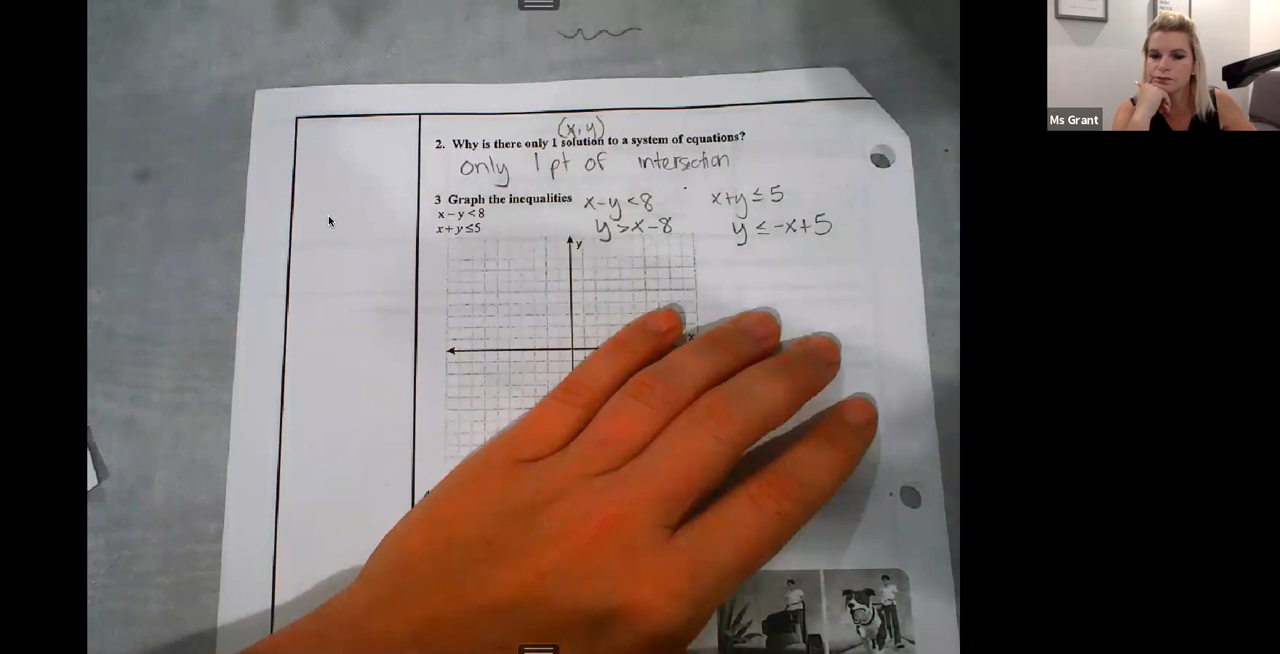 (x,y)
2. Why is there only 1 solution to a system of equations?
only 1 pt of intersection
3 Graph the inequalities x-y<8 x+y≤5
x-y<8 y>x-8 y≤-x+5
x+y≤5
y
x
Ms Grant